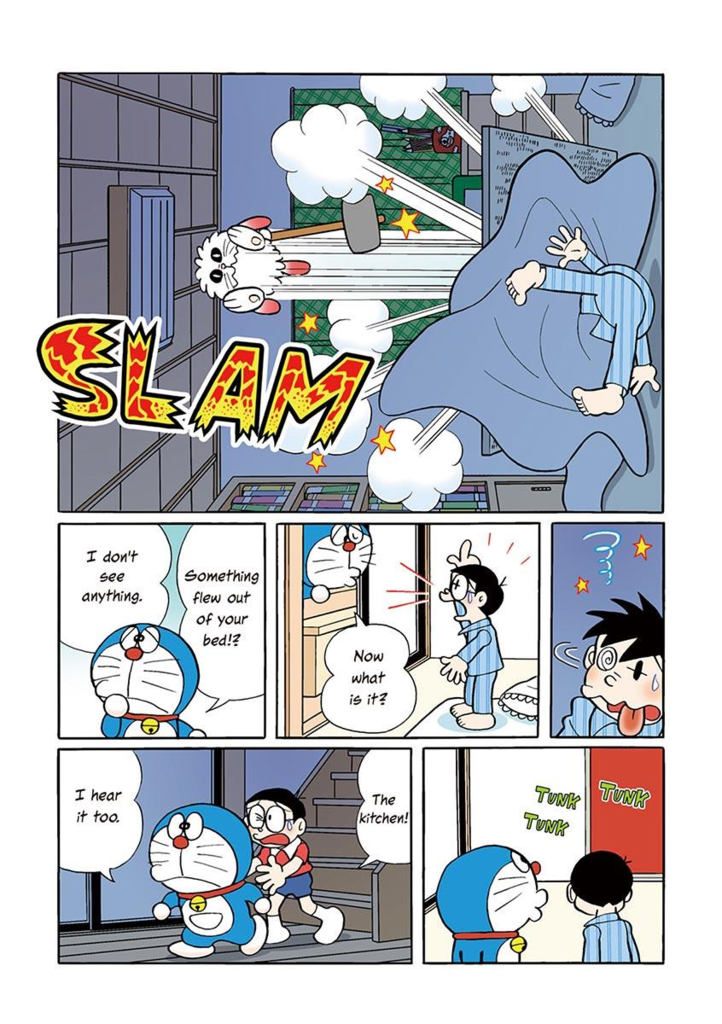 SLAM
Now
what
is it?
Something
flew out
of your
bed!?
I don't
see
anything.
TUNK
TUNK
TUNK
The
kitchen!
I hear
it too.